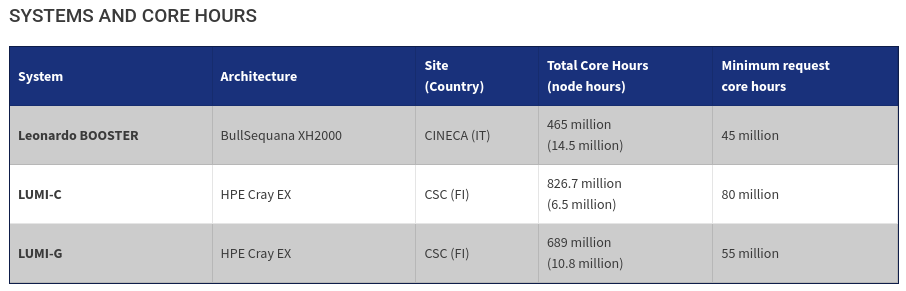 SYSTEMS AND CORE HOURS
System Architecture Site (Country) Total Core Hours (node hours) Minimum request core hours
Leonardo BOOSTER BullSequana XH2000 CINECA (IT) 465 million (14.5 million) 45 million
LUMI-C HPE Cray EX CSC (FI) 826.7 million (6.5 million) 80 million
LUMI-G HPE Cray EX CSC (FI) 689 million (10.8 million) 55 million